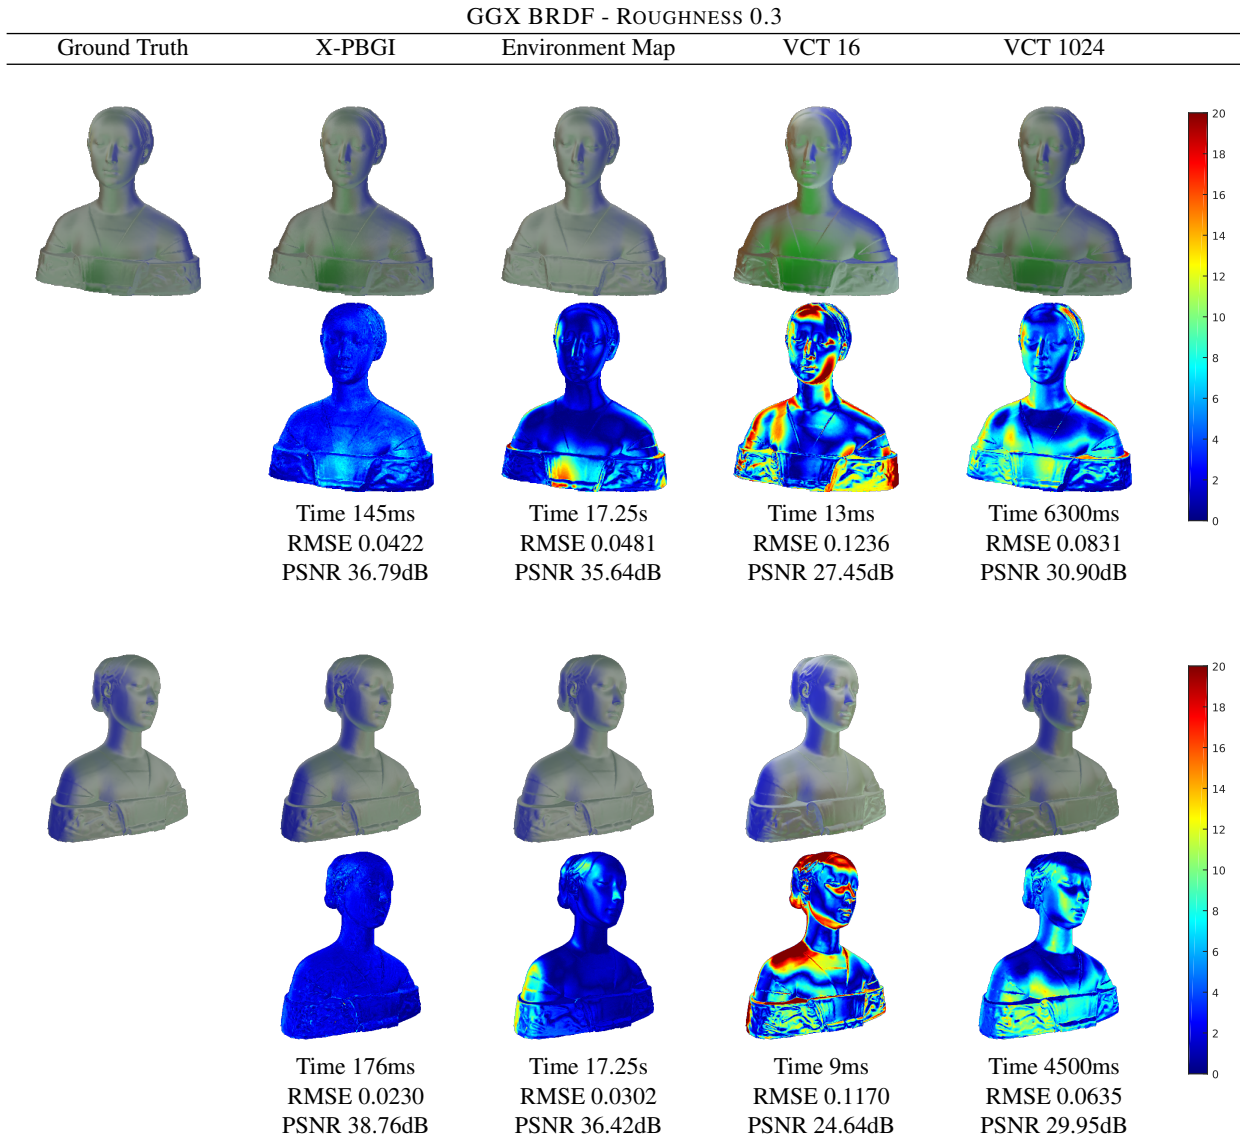 GGX BRDF - ROUGHNESS 0.3
Ground Truth X-PBGI Environment Map VCT 16 VCT 1024
20
18
16
14
12
10
8
6
4
2
0
Time 145ms Time 17.25s Time 13ms Time 6300ms
RMSE 0.0422 RMSE 0.0481 RMSE 0.1236 RMSE 0.0831
PSNR 36.79dB PSNR 35.64dB PSNR 27.45dB PSNR 30.90dB
20
18
16
14
12
10
8
6
4
2
0
Time 176ms Time 17.25s Time 9ms Time 4500ms
RMSE 0.0230 RMSE 0.0302 RMSE 0.1170 RMSE 0.0635
PSNR 38.76dB PSNR 36.42dB PSNR 24.64dB PSNR 29.95dB